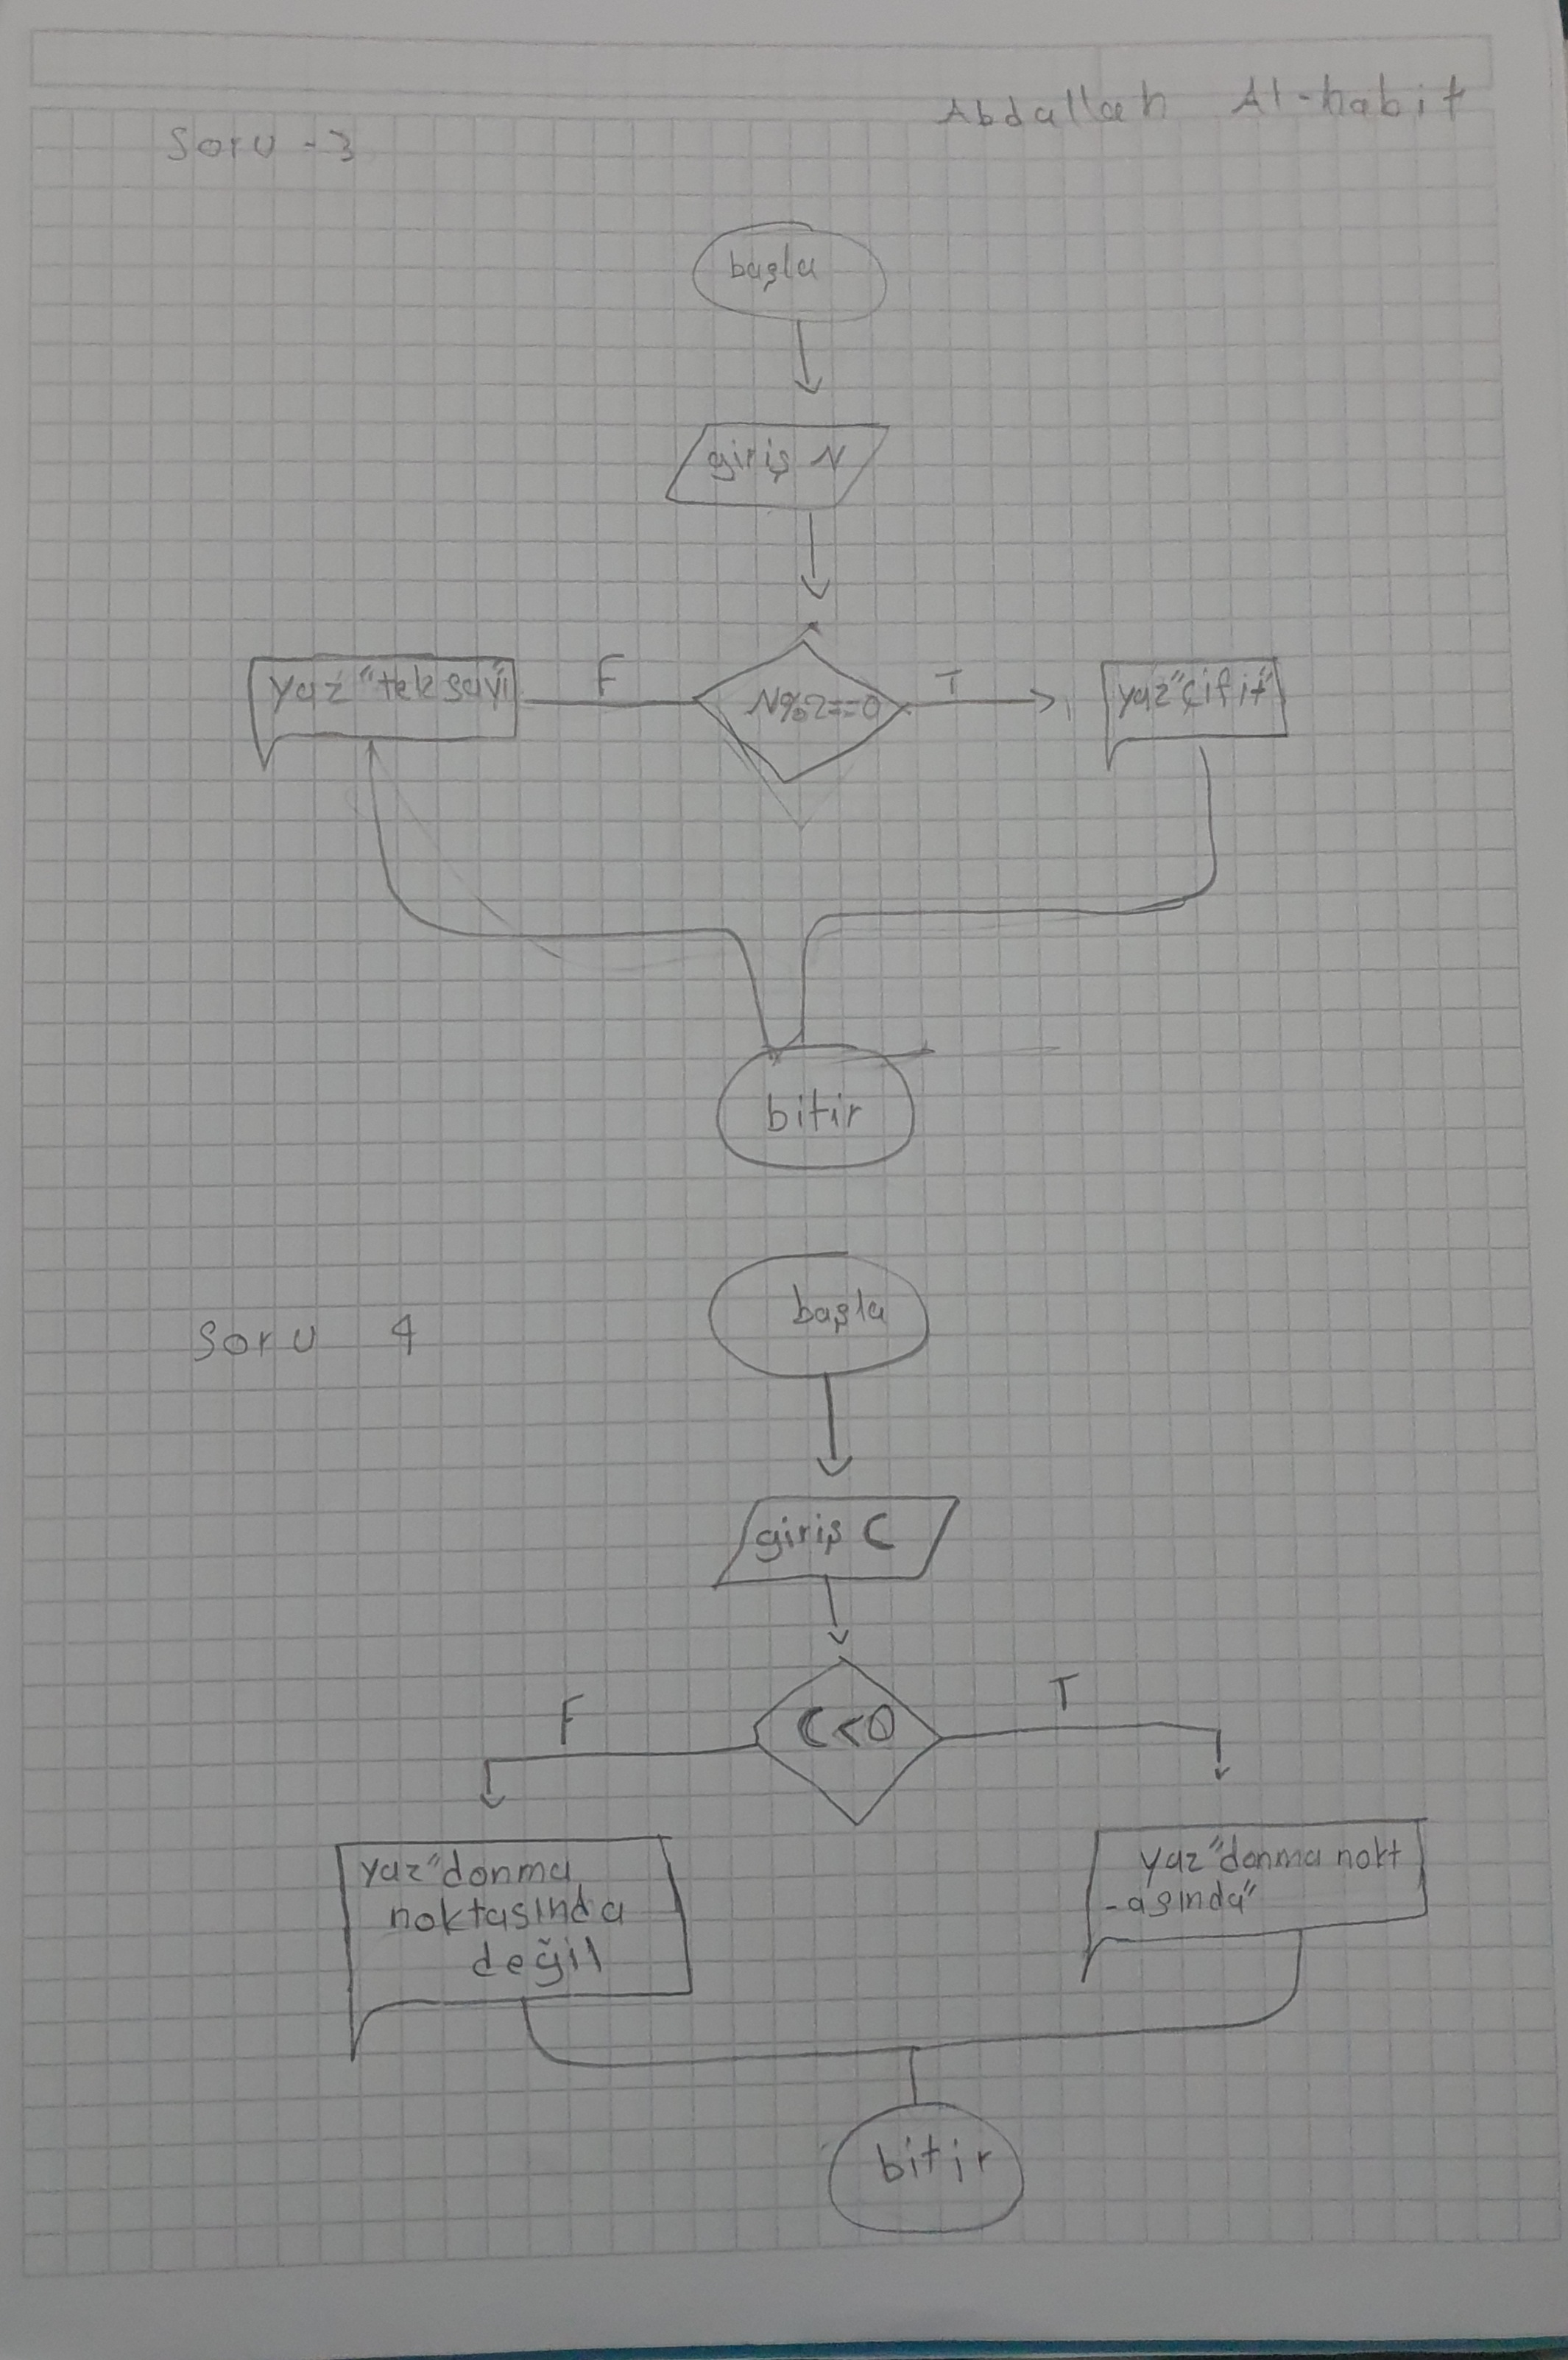 Abdallah Al-habit
Soru -3
başla
giriş N
yaz "tek sayı"
F
N%2==0
T
yaz "çifit"
bitir
Soru 4
başla
giriş C
F
C<0
T
yaz "donma
noktasında
değil
yaz "donma nokt
-asında"
bitir